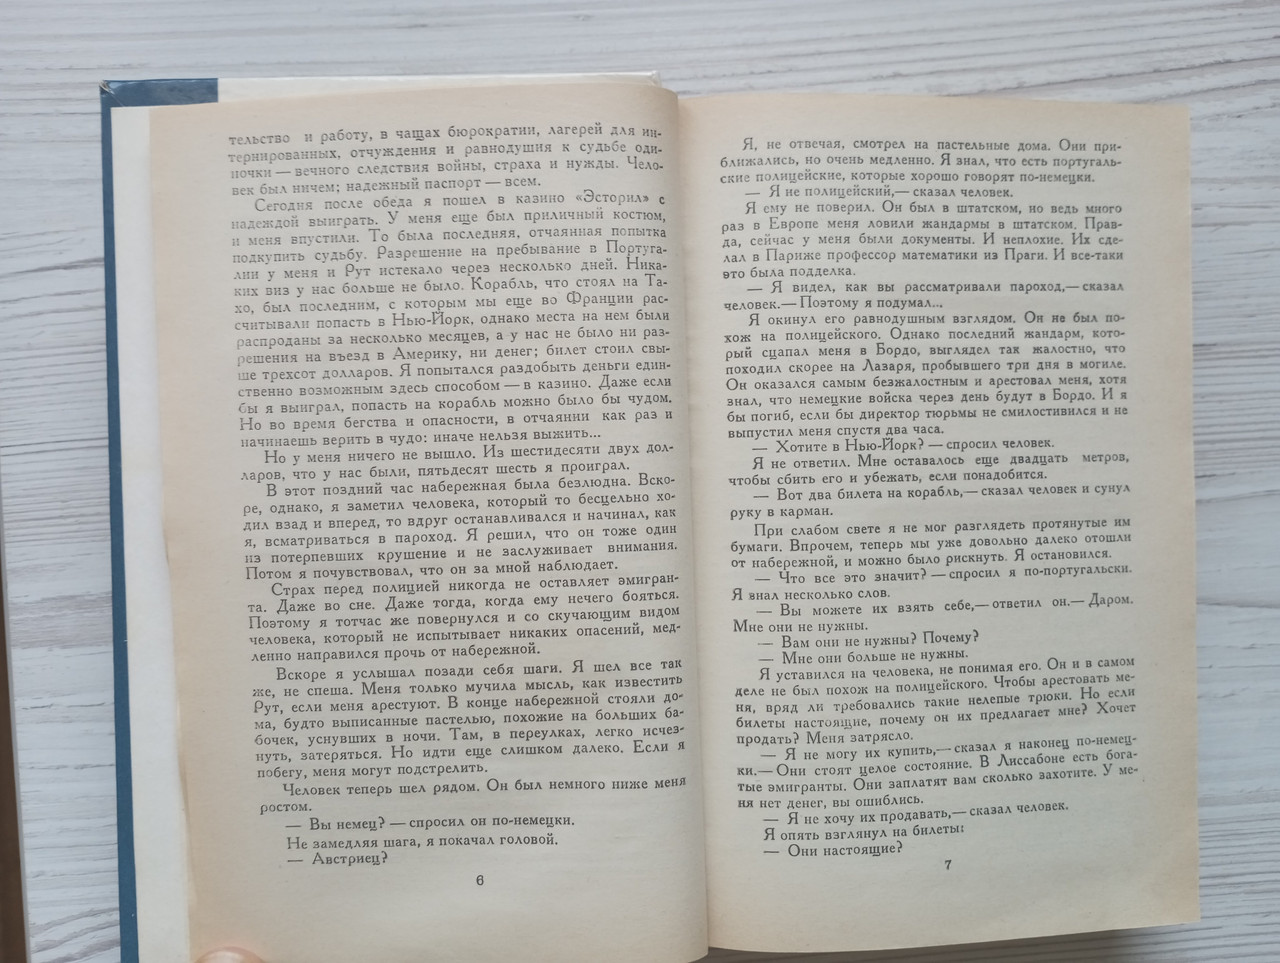 тельство и работу, в чащах бюрократии, лагерей для ин-
тернированных, отчуждения и равнодушия к судьбе оди-
ночки — вечного следствия войны, страха и нужды. Чело-
век был ничем; надежный паспорт — всем.
Сегодня после обеда я пошел в казино «Эсторил» с
надеждой выиграть. У меня еще был приличный костюм,
и меня впустили. То была последняя, отчаянная попытка
подкупить судьбу. Разрешение на пребывание в Португа-
лии у меня и Рут истекало через несколько дней. Ника-
ких виз у нас больше не было. Корабль, что стоял на Та-
хо, был последним, с которым мы еще во Франции рас-
считывали попасть в Нью-Йорк, однако места на нем были
распроданы за несколько месяцев, а у нас не было ни раз-
решения на въезд в Америку, ни денег; билет стоил свы-
ше трехсот долларов. Я попытался раздобыть деньги един-
ственно возможным здесь способом — в казино. Даже если
бы я выиграл, попасть на корабль можно было бы чудом.
Но во время бегства и опасности, в отчаянии как раз и
начинаешь верить в чудо: иначе нельзя выжить...
Но у меня ничего не вышло. Из шестидесяти двух дол-
ларов, что у нас были, пятьдесят шесть я проиграл.
В этот поздний час набережная была безлюдна. Вско-
ре, однако, я заметил человека, который то бесцельно хо-
дил взад и вперед, то вдруг останавливался и начинал, как
я, всматриваться в пароход. Я решил, что он тоже один
из потерпевших крушение и не заслуживает внимания.
Потом я почувствовал, что он за мной наблюдает.
Страх перед полицией никогда не оставляет эмигран-
та. Даже во сне. Даже тогда, когда ему нечего бояться.
Поэтому я тотчас же повернулся и со скучающим видом
человека, который не испытывает никаких опасений, мед-
ленно направился прочь от набережной.
Вскоре я услышал позади себя шаги. Я шел все так
же, не спеша. Меня только мучила мысль, как известить
Рут, если меня арестуют. В конце набережной стояли до-
ма, будто выписанные пастелью, похожие на больших ба-
бочек, уснувших в ночи. Там, в переулках, легко исчез-
нуть, затеряться. Но идти еще слишком далеко. Если я
побегу, меня могут подстрелить.
Человек теперь шел рядом. Он был немного ниже меня
ростом.
— Вы немец? — спросил он по-немецки.
Не замедляя шага, я покачал головой.
— Австриец?
6
Я, не отвечая, смотрел на пастельные дома. Они при-
ближались, но очень медленно. Я знал, что есть португаль-
ские полицейские, которые хорошо говорят по-немецки.
— Я не полицейский,— сказал человек.
Я ему не поверил. Он был в штатском, но ведь много
раз в Европе меня ловили жандармы в штатском. Прав-
да, сейчас у меня были документы. И неплохие. Их сде-
лал в Париже профессор математики из Праги. И все-таки
это была подделка.
— Я видел, как вы рассматривали пароход,— сказал
человек.— Поэтому я подумал...
Я окинул его равнодушным взглядом. Он не был по-
хож на полицейского. Однако последний жандарм, кото-
рый сцапал меня в Бордо, выглядел так жалостно, что
походил скорее на Лазаря, пробывшего три дня в могиле.
Он оказался самым безжалостным и арестовал меня, хотя
знал, что немецкие войска через день будут в Бордо. И я
бы погиб, если бы директор тюрьмы не смилостивился и не
выпустил меня спустя два часа.
— Хотите в Нью-Йорк? — спросил человек.
Я не ответил. Мне оставалось еще двадцать метров,
чтобы сбить его и убежать, если понадобится.
— Вот два билета на корабль,— сказал человек и сунул
руку в карман.
При слабом свете я не мог разглядеть протянутые им
бумаги. Впрочем, теперь мы уже довольно далеко отошли
от набережной, и можно было рискнуть. Я остановился.
— Что все это значит? — спросил я по-португальски.
Я знал несколько слов.
— Вы можете их взять себе,— ответил он.— Даром.
Мне они не нужны.
— Вам они не нужны? Почему?
— Мне они больше не нужны.
Я уставился на человека, не понимая его. Он и в самом
деле не был похож на полицейского. Чтобы арестовать ме-
ня, вряд ли требовались такие нелепые трюки. Но если
билеты настоящие, почему он их предлагает мне? Хочет
продать? Меня затрясло.
— Я не могу их купить,— сказал я наконец по-немец-
ки.— Они стоят целое состояние. В Лиссабоне есть бога-
тые эмигранты. Они заплатят вам сколько захотите. У ме-
ня нет денег, вы ошиблись.
— Я не хочу их продавать,— сказал человек.
Я опять взглянул на билеты:
— Они настоящие?
7